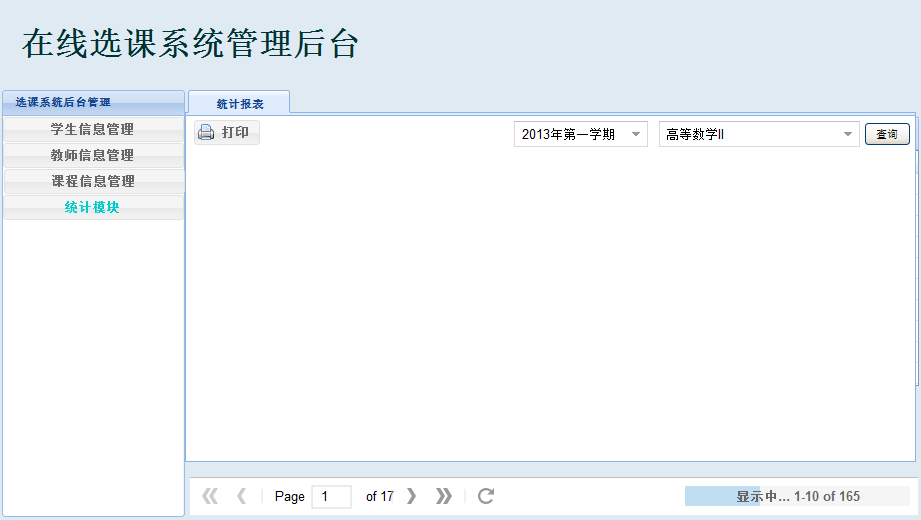 在线选课系统管理后台
选课系统后台管理
统计报表
学生信息管理
教师信息管理
课程信息管理
统计模块
打印
2013年第一学期
高等数学II
查询
Page 1 of 17
显示中... 1-10 of 165